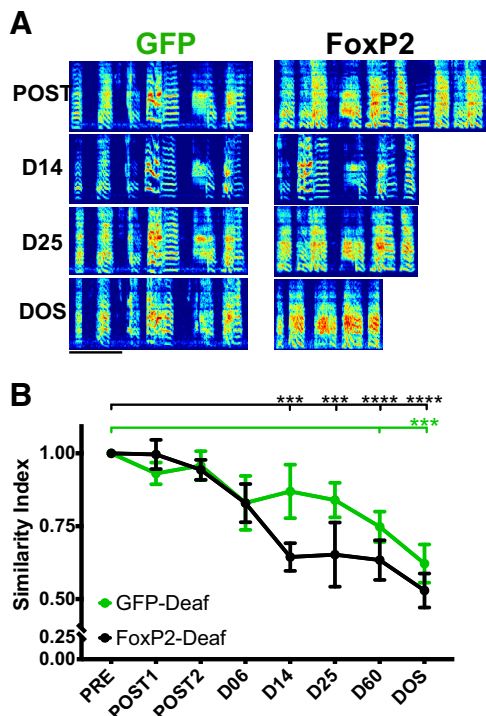 A
GFP FoxP2
POST
D14
D25
DOS
B
*** *** **** ****
***
Similarity Index
1.00
0.75
0.50
0.25
0.00
GFP-Deaf
FoxP2-Deaf
PRE POST1 POST2 D06 D14 D25 D60 DOS